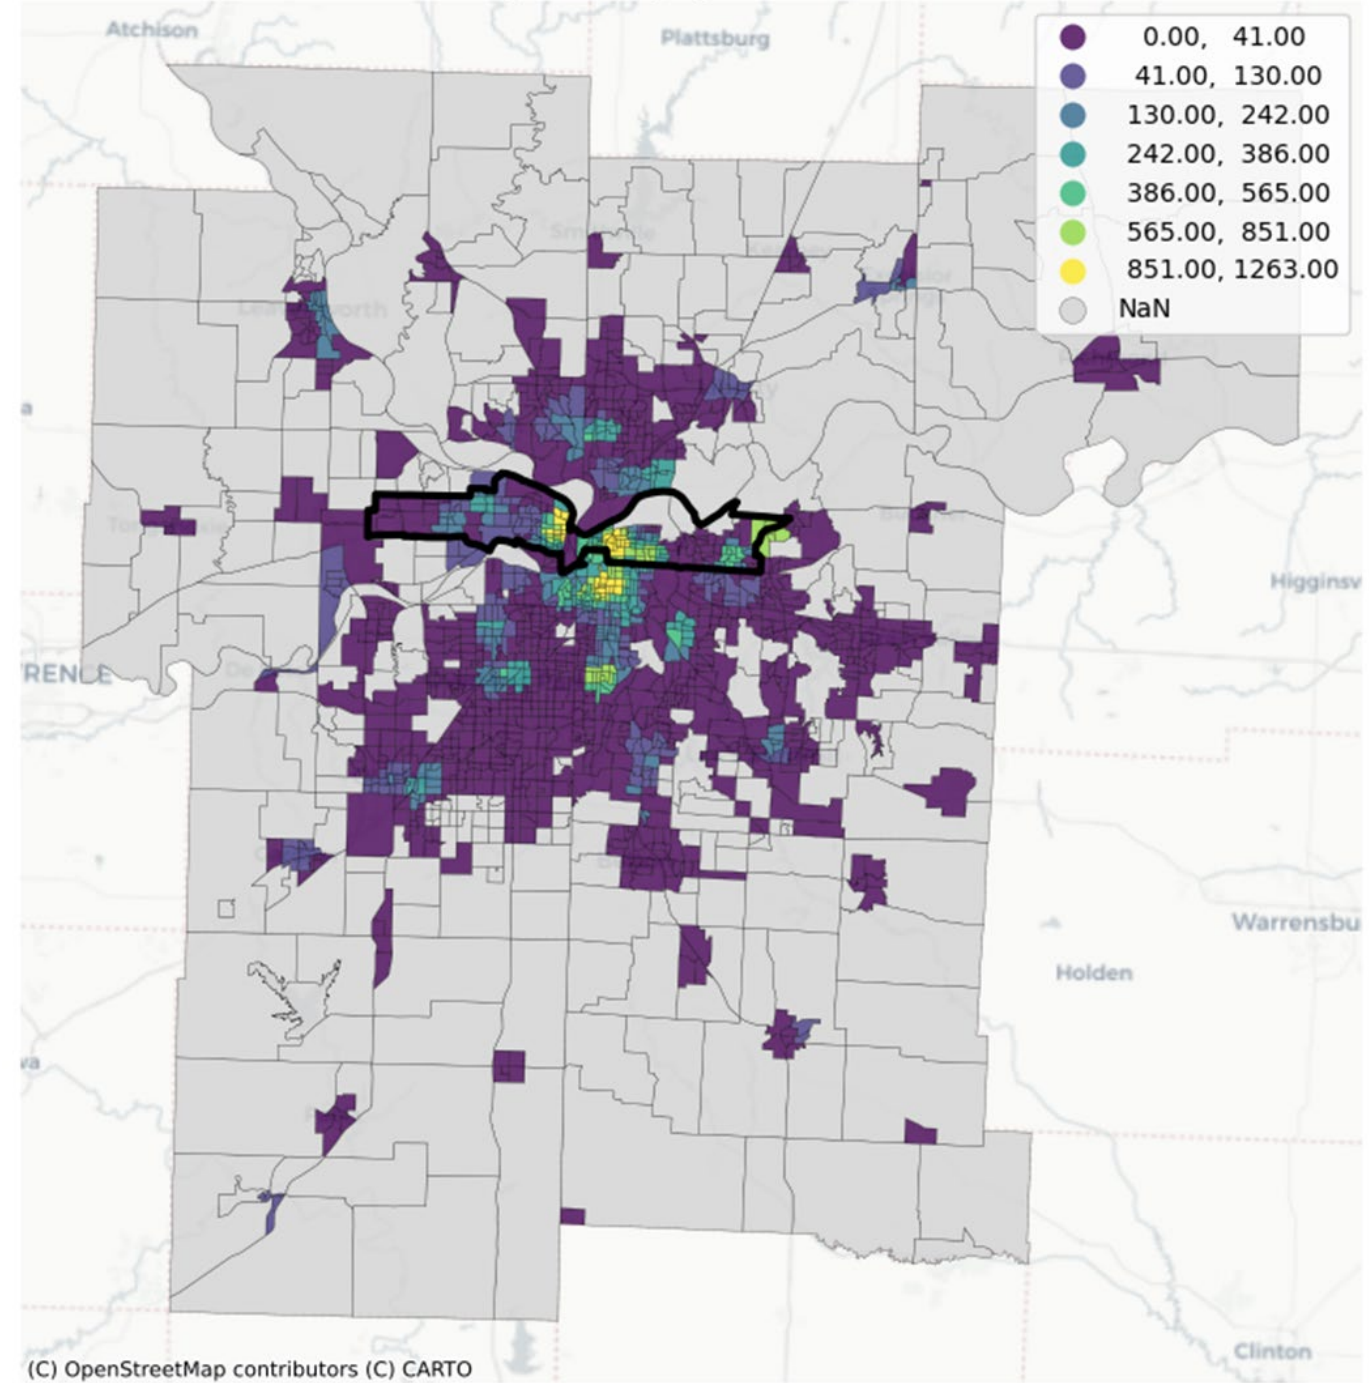 Atchison
Plattsburg
0.00, 41.00
41.00, 130.00
130.00, 242.00
242.00, 386.00
386.00, 565.00
565.00, 851.00
851.00, 1263.00
NaN
Higginsv
RENCE
Warrensbu
Holden
Clinton
(C) OpenStreetMap contributors (C) CARTO